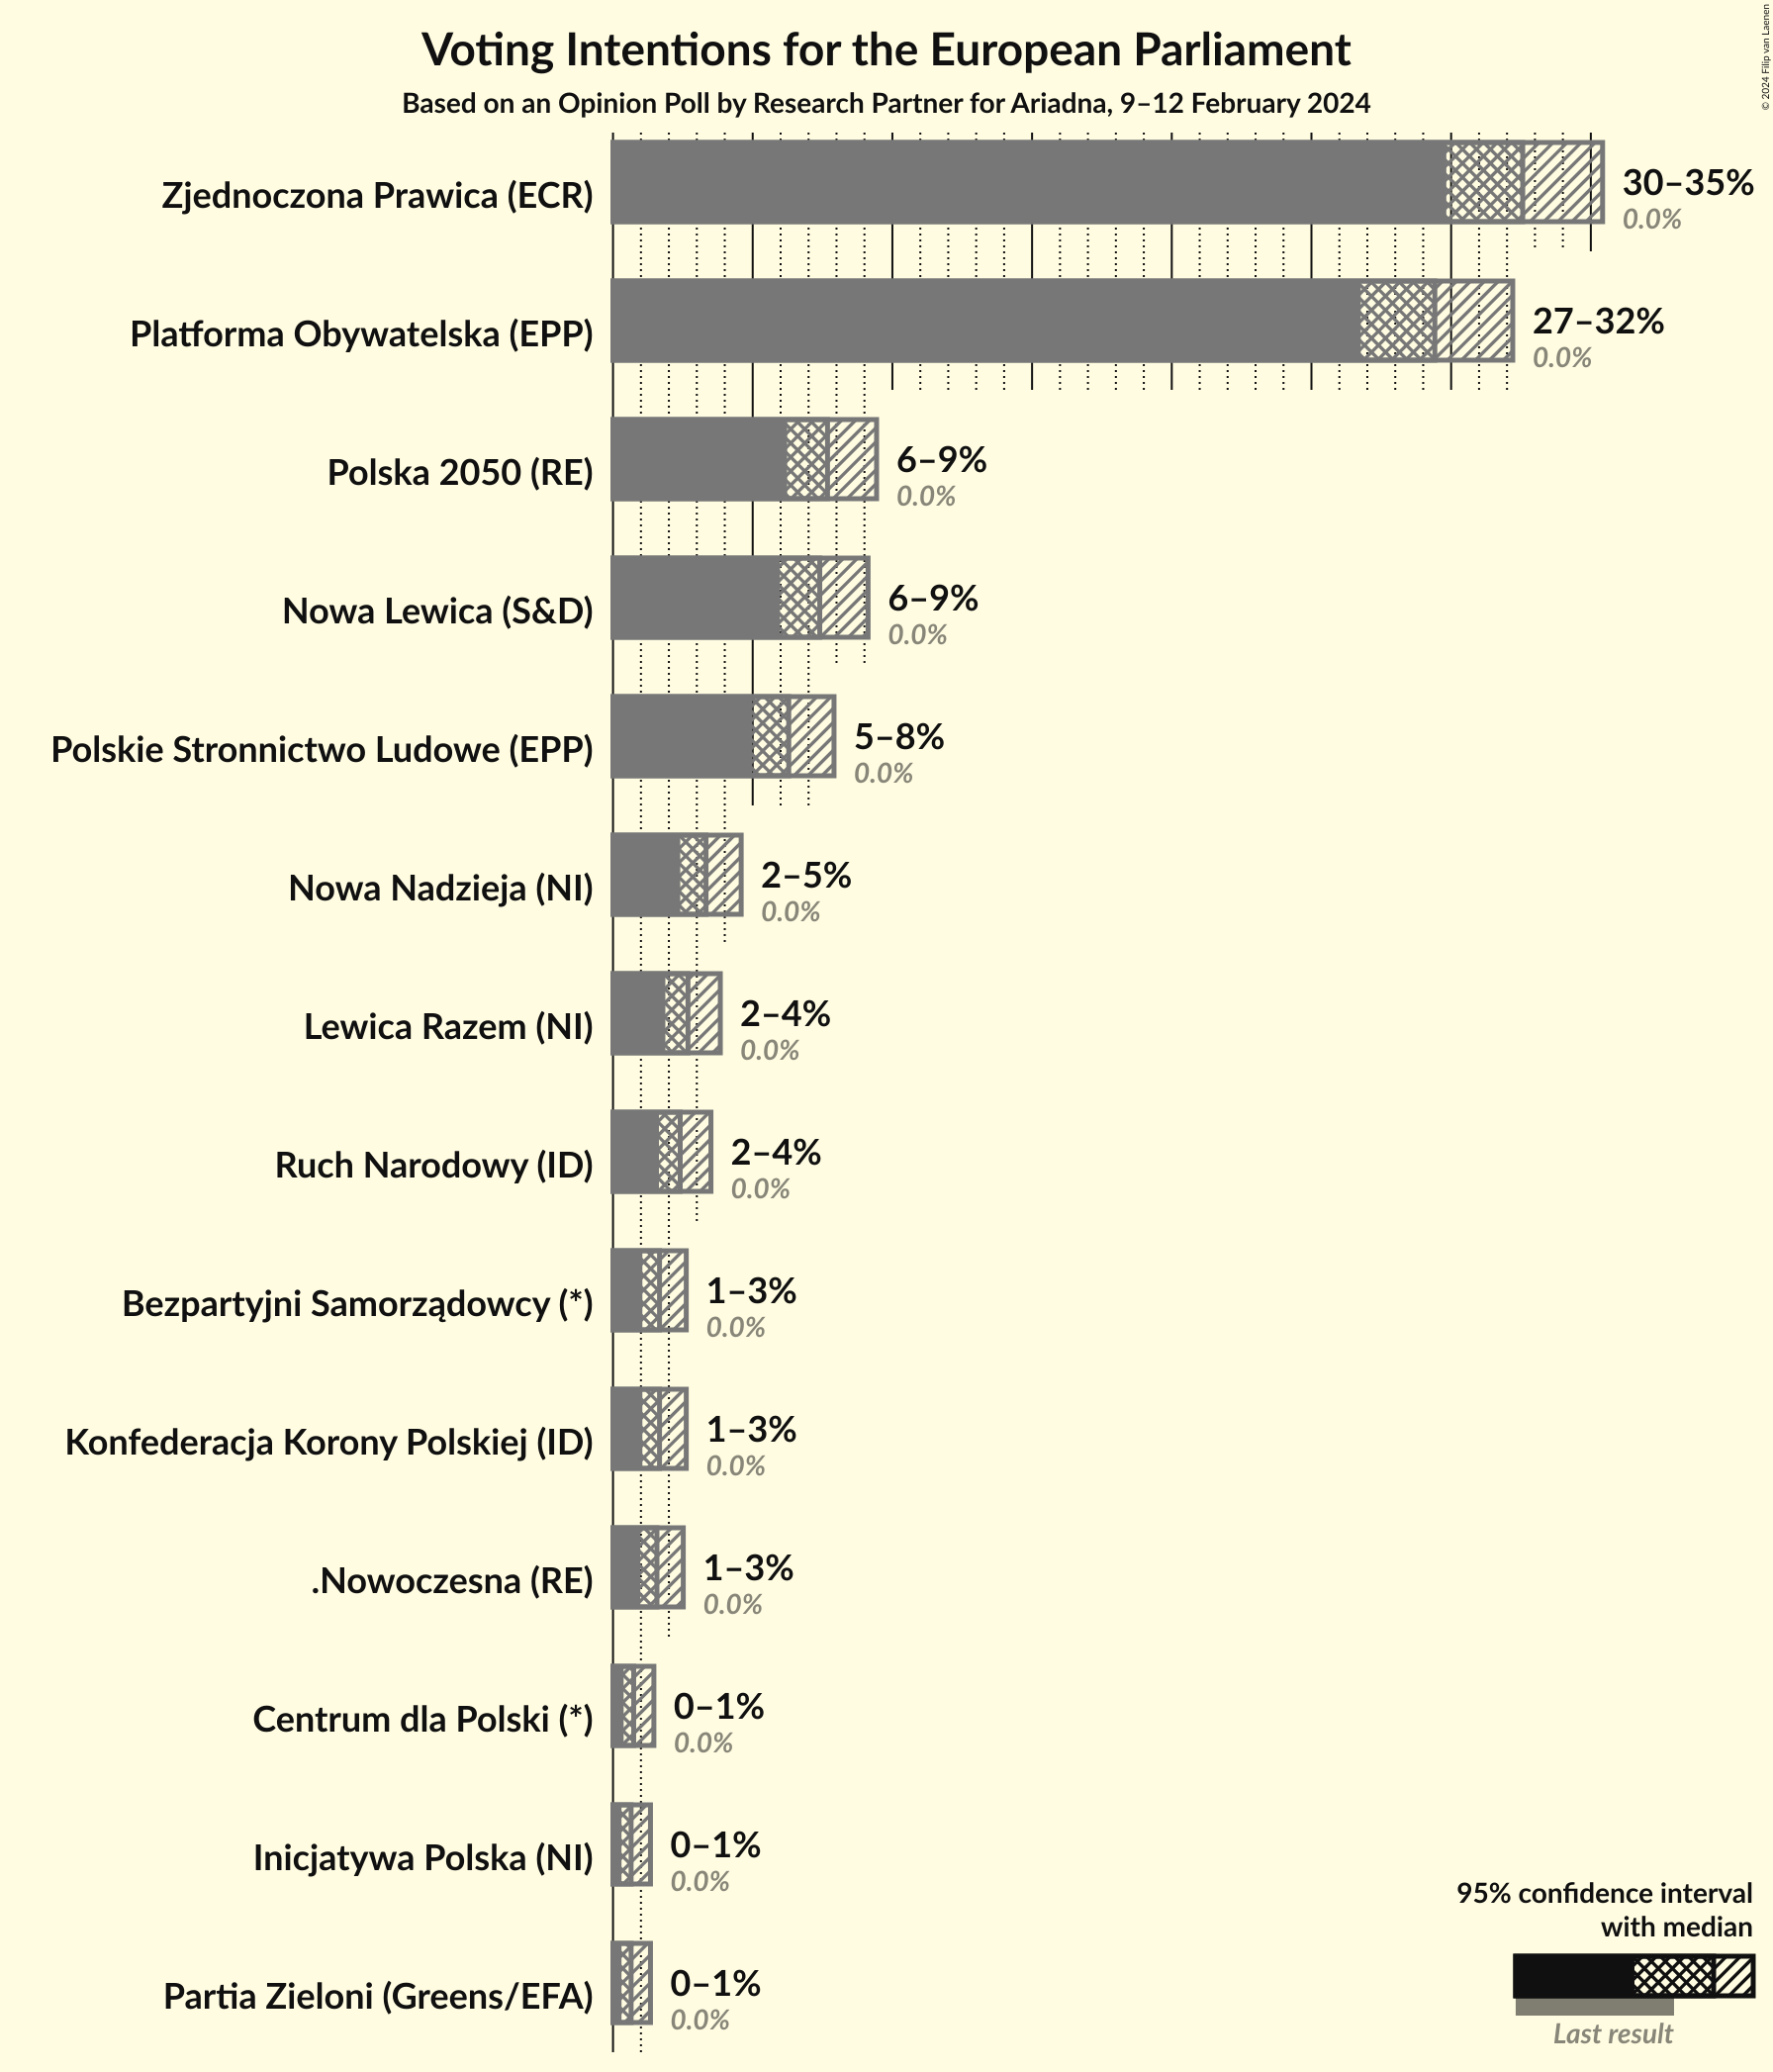 Voting Intentions for the European Parliament
Based on an Opinion Poll by Research Partner for Ariadna, 9–12 February 2024
© 2024 Filip van Laenen
Zjednoczona Prawica (ECR)
30–35%
0.0%
Platforma Obywatelska (EPP)
27–32%
0.0%
Polska 2050 (RE)
6–9%
0.0%
Nowa Lewica (S&D)
6–9%
0.0%
Polskie Stronnictwo Ludowe (EPP)
5–8%
0.0%
Nowa Nadzieja (NI)
2–5%
0.0%
Lewica Razem (NI)
2–4%
0.0%
Ruch Narodowy (ID)
2–4%
0.0%
Bezpartyjni Samorządowcy (*)
1–3%
0.0%
Konfederacja Korony Polskiej (ID)
1–3%
0.0%
.Nowoczesna (RE)
1–3%
0.0%
Centrum dla Polski (*)
0–1%
0.0%
Inicjatywa Polska (NI)
0–1%
0.0%
Partia Zieloni (Greens/EFA)
0–1%
0.0%
95% confidence interval
with median
Last result